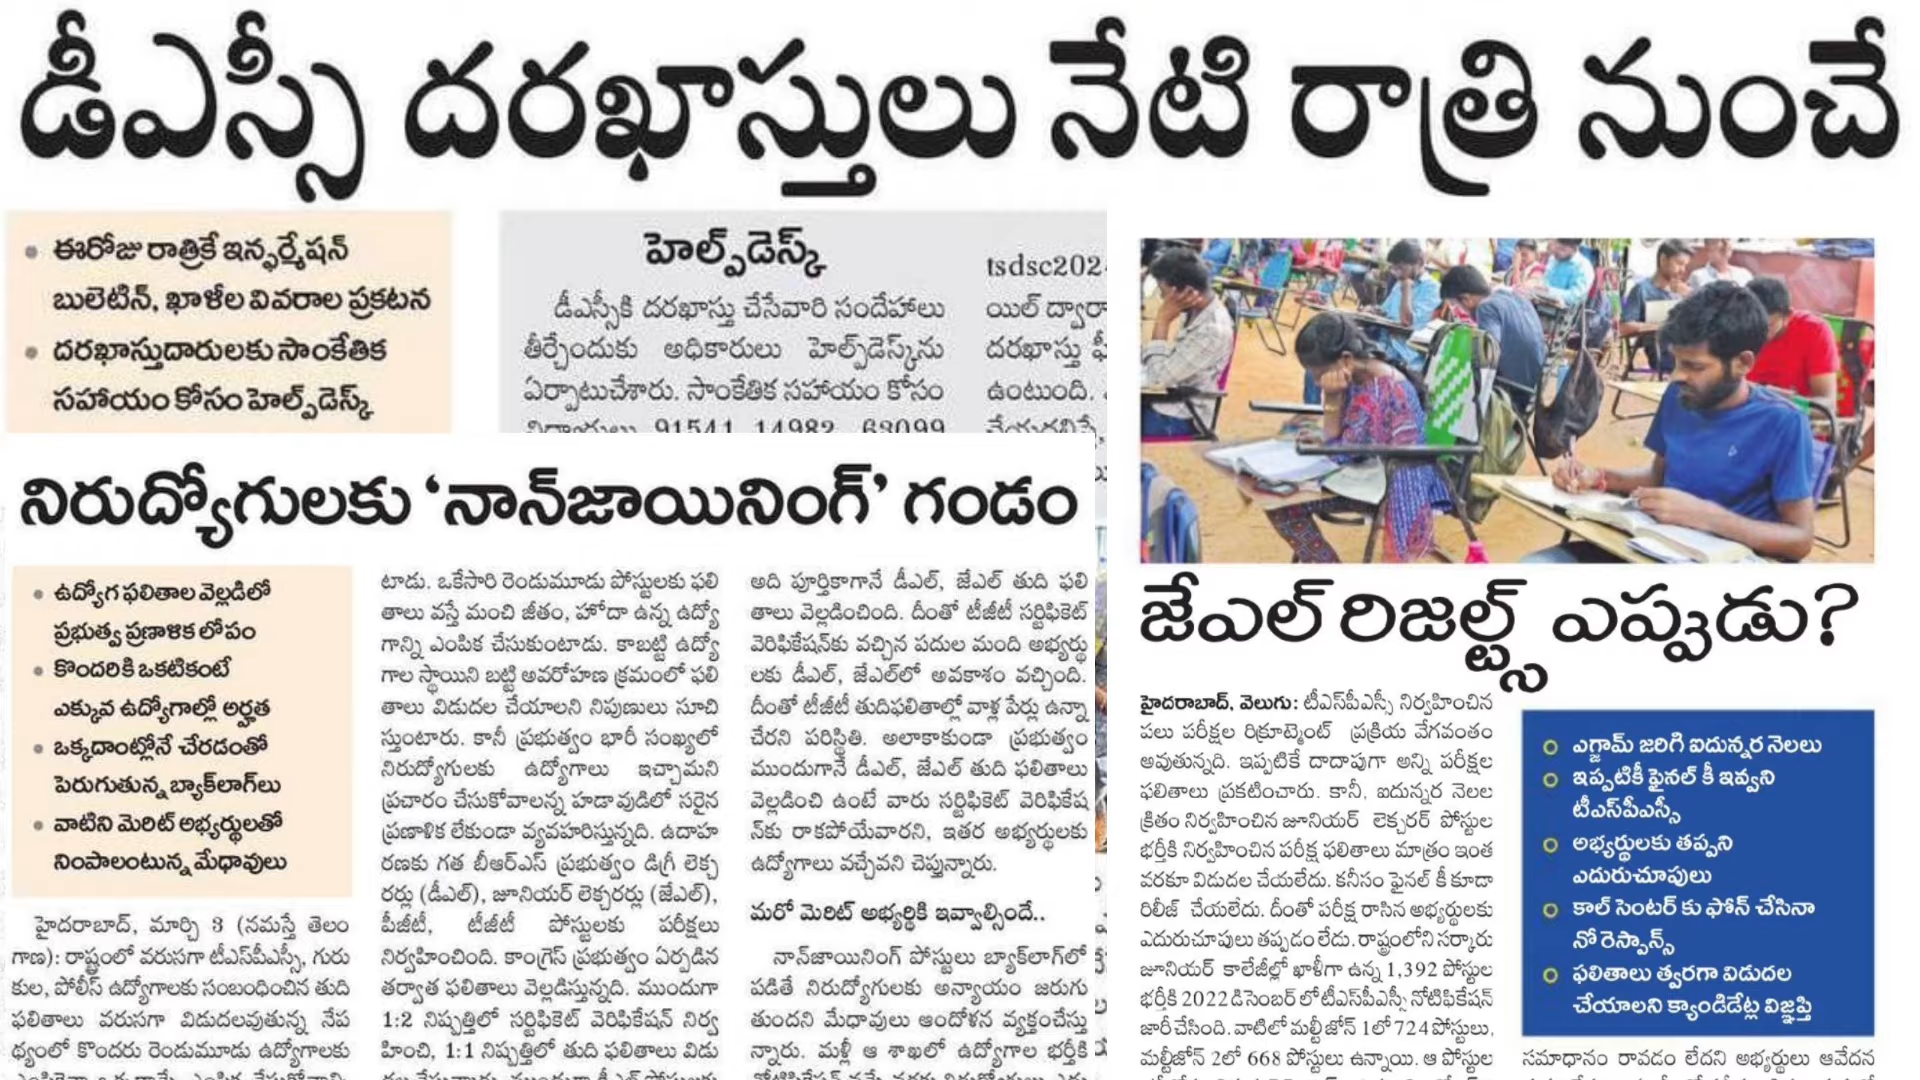 డీఎస్సీ దరఖాస్తులు నేటి రాత్రి నుంచే
ఈరోజు రాత్రికే ఇన్ఫర్మేషన్
బులెటిన్, ఖాళీల వివరాల ప్రకటన
దరఖాస్తుదారులకు సాంకేతిక
సహాయం కోసం హెల్ప్‌డెస్క్
హెల్ప్‌డెస్క్
డీఎస్సీకి దరఖాస్తు చేసేవారి సందేహాలు
తీర్చేందుకు అధికారులు హెల్ప్‌డెస్క్‌ను
ఏర్పాటుచేశారు. సాంకేతిక సహాయం కోసం
91541 14982, 63099
tsdsc202
యిల్ ద్వారా
దరఖాస్తు ఫీ
ఉంటుంది.
నిరుద్యోగులకు ‘నాన్‌జాయినింగ్’ గండం
ఉద్యోగ ఫలితాల వెల్లడిలో
ప్రభుత్వ ప్రణాళిక లోపం
కొందరికి ఒకటికంటే
ఎక్కువ ఉద్యోగాల్లో అర్హత
ఒక్కదాంట్లోనే చేరడంతో
పెరుగుతున్న బ్యాక్‌లాగ్‌లు
వాటిని మెరిట్ అభ్యర్థులతో
నింపాలంటున్న మేధావులు
హైదరాబాద్, మార్చి 3 (నమస్తే తెలం
గాణ): రాష్ట్రంలో వరుసగా టీఎస్‌పీఎస్సీ, గురు
కుల, పోలీస్ ఉద్యోగాలకు సంబంధించిన తుది
ఫలితాలు వరుసగా విడుదలవుతున్న నేప
థ్యంలో కొందరు రెండుమూడు ఉద్యోగాలకు
టాడు. ఒకేసారి రెండుమూడు పోస్టులకు ఫలి
తాలు వస్తే మంచి జీతం, హోదా ఉన్న ఉద్యో
గాన్ని ఎంపిక చేసుకుంటాడు. కాబట్టి ఉద్యో
గాల స్థాయిని బట్టి అవరోహణ క్రమంలో ఫలి
తాలు విడుదల చేయాలని నిపుణులు సూచి
స్తుంటారు. కానీ ప్రభుత్వం భారీ సంఖ్యలో
నిరుద్యోగులకు ఉద్యోగాలు ఇచ్చామని
ప్రచారం చేసుకోవాలన్న హడావుడిలో సరైన
ప్రణాళిక లేకుండా వ్యవహరిస్తున్నది. ఉదాహ
రణకు గత బీఆర్ఎస్ ప్రభుత్వం డిగ్రీ లెక్చ
రర్లు (డీఎల్), జూనియర్ లెక్చరర్లు (జేఎల్),
పీజీటీ, టీజీటీ పోస్టులకు పరీక్షలు
నిర్వహించింది. కాంగ్రెస్ ప్రభుత్వం ఏర్పడిన
తర్వాత ఫలితాలు వెల్లడిస్తున్నది. ముందుగా
1:2 నిష్పత్తిలో సర్టిఫికెట్ వెరిఫికేషన్ నిర్వ
హించి, 1:1 నిష్పత్తిలో తుది ఫలితాలు విడు
అది పూర్తికాగానే డీఎల్, జేఎల్ తుది ఫలి
తాలు వెల్లడించింది. దీంతో టీజీటీ సర్టిఫికెట్
వెరిఫికేషన్‌కు వచ్చిన పదుల మంది అభ్యర్థు
లకు డీఎల్, జేఎల్‌లో అవకాశం వచ్చింది.
దీంతో టీజీటీ తుదిఫలితాల్లో వాళ్ల పేర్లు ఉన్నా
చేరని పరిస్థితి. అలాకాకుండా ప్రభుత్వం
ముందుగానే డీఎల్, జేఎల్ తుది ఫలితాలు
వెల్లడించి ఉంటే వారు సర్టిఫికెట్ వెరిఫికేష
న్‌కు రాకపోయేవారని, ఇతర అభ్యర్థులకు
ఉద్యోగాలు వచ్చేవని చెప్తున్నారు.
మరో మెరిట్ అభ్యర్థికి ఇవ్వాల్సిందే..
నాన్‌జాయినింగ్ పోస్టులు బ్యాక్‌లాగ్‌లో
పడితే నిరుద్యోగులకు అన్యాయం జరుగు
తుందని మేధావులు ఆందోళన వ్యక్తంచేస్తు
న్నారు. మళ్లీ ఆ శాఖలో ఉద్యోగాల భర్తీకి
జేఎల్ రిజల్ట్స్ ఎప్పుడు?
హైదరాబాద్, వెలుగు: టీఎస్‌పీఎస్సీ నిర్వహించిన
పలు పరీక్షల రిక్రూట్మెంట్ ప్రక్రియ వేగవంతం
అవుతున్నది. ఇప్పటికే దాదాపుగా అన్ని పరీక్షల
ఫలితాలు ప్రకటించారు. కానీ, ఐదున్నర నెలల
క్రితం నిర్వహించిన జూనియర్ లెక్చరర్ పోస్టుల
భర్తీకి నిర్వహించిన పరీక్ష ఫలితాలు మాత్రం ఇంత
వరకూ విడుదల చేయలేదు. కనీసం ఫైనల్ కీ కూడా
రిలీజ్ చేయలేదు. దీంతో పరీక్ష రాసిన అభ్యర్థులకు
ఎదురుచూపులు తప్పడం లేదు. రాష్ట్రంలోని సర్కారు
జూనియర్ కాలేజీల్లో ఖాళీగా ఉన్న 1,392 పోస్టుల
భర్తీకి 2022 డిసెంబర్ లో టీఎస్‌పీఎస్సీ నోటిఫికేషన్
జారీ చేసింది. వాటిలో మల్టీజోన్ 1లో 724 పోస్టులు,
మల్టీజోన్ 2లో 668 పోస్టులు ఉన్నాయి. ఆ పోస్టుల
ఎగ్జామ్ జరిగి ఐదున్నర నెలలు
ఇప్పటికీ ఫైనల్ కీ ఇవ్వని
టీఎస్‌పీఎస్సీ
అభ్యర్థులకు తప్పని
ఎదురుచూపులు
కాల్ సెంటర్ కు ఫోన్ చేసినా
నో రెస్పాన్స్
ఫలితాలు త్వరగా విడుదల
చేయాలని క్యాండిడేట్ల విజ్ఞప్తి
సమాధానం రావడం లేదని అభ్యర్థులు ఆవేదన